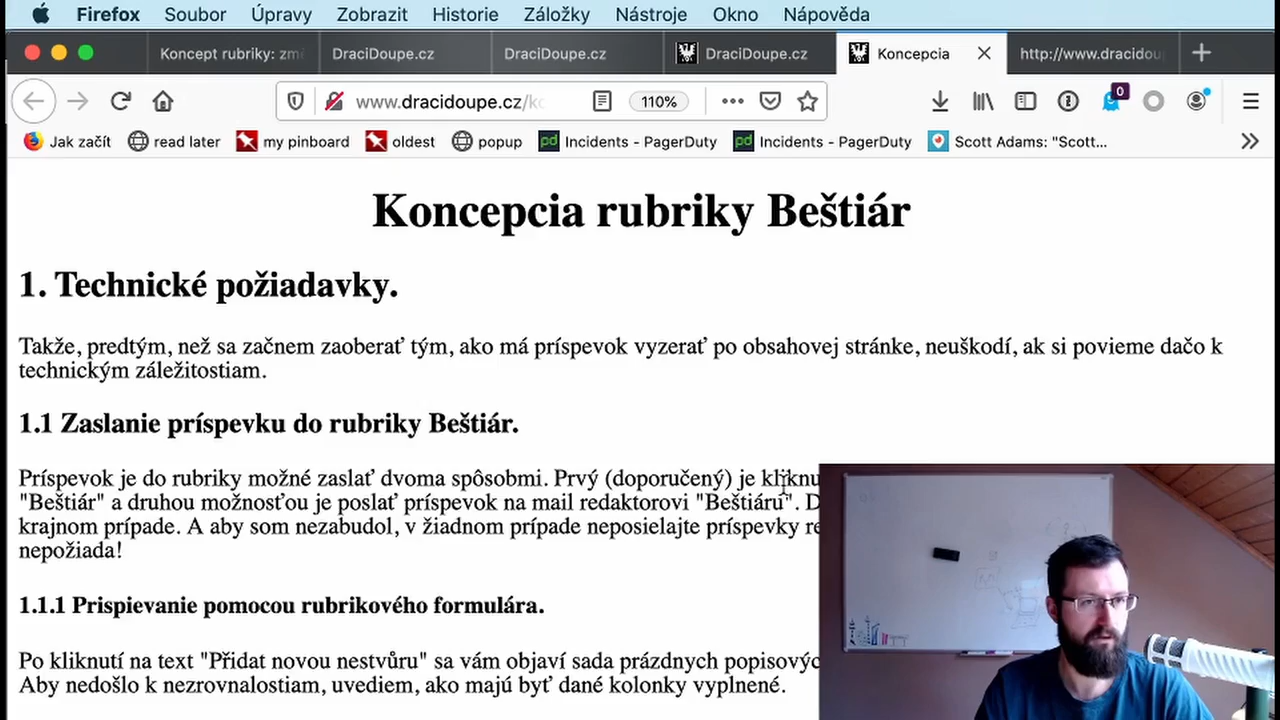 Firefox Soubor Úpravy Zobrazit Historie Záložky Nástroje Okno Nápověda
Koncept rubriky: zm DraciDoupe.cz DraciDoupe.cz DraciDoupe.cz Koncepcia http://www.dracidou
www.dracidoupe.cz/k 110% 0
Jak začít read later my pinboard oldest popup Incidents - PagerDuty Incidents - PagerDuty Scott Adams: "Scott...
Koncepcia rubriky Beštiár
1. Technické požiadavky.
Takže, predtým, než sa začnem zaoberať tým, ako má príspevok vyzerať po obsahovej stránke, neuškodí, ak si povieme dačo k
technickým záležitostiam.
1.1 Zaslanie príspevku do rubriky Beštiár.
Príspevok je do rubriky možné zaslať dvoma spôsobmi. Prvý (doporučený) je kliknu
"Beštiár" a druhou možnosťou je poslať príspevok na mail redaktorovi "Beštiáru". D
krajnom prípade. A aby som nezabudol, v žiadnom prípade neposielajte príspevky re
nepožiada!
1.1.1 Prispievanie pomocou rubrikového formulára.
Po kliknutí na text "Přidat novou nestvůru" sa vám objaví sada prázdnych popisovýc
Aby nedošlo k nezrovnalostiam, uvediem, ako majú byť dané kolonky vyplnené.